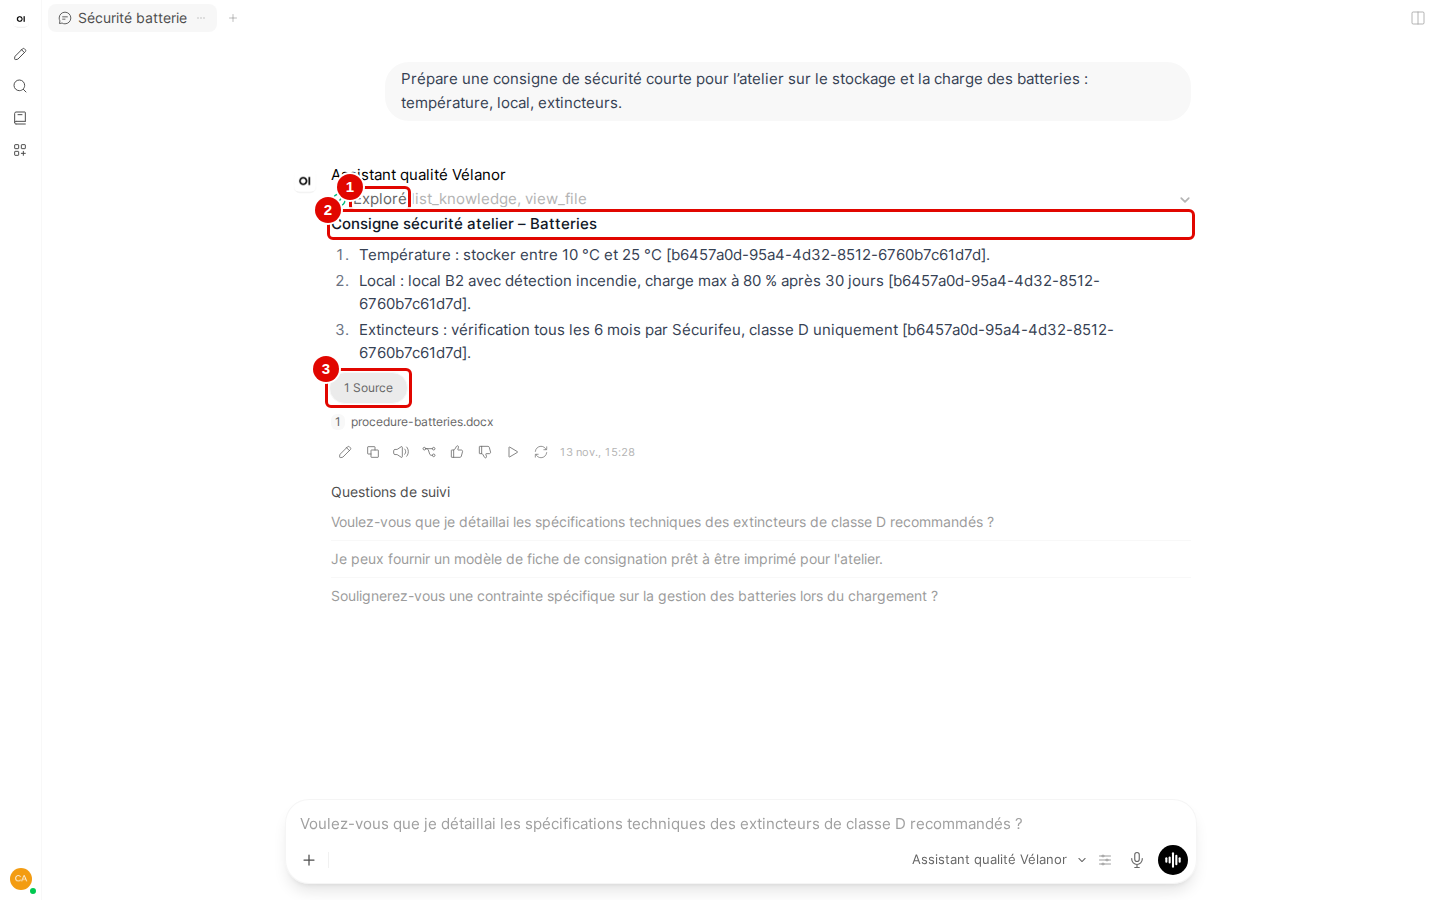 OI
Sécurité batterie
Prépare une consigne de sécurité courte pour l’atelier sur le stockage et la charge des batteries :
température, local, extincteurs.
OI
Assistant qualité Vélanor
1
Exploré list_knowledge, view_file
2
Consigne sécurité atelier – Batteries
1. Température : stocker entre 10 °C et 25 °C [b6457a0d-95a4-4d32-8512-6760b7c61d7d].
2. Local : local B2 avec détection incendie, charge max à 80 % après 30 jours [b6457a0d-95a4-4d32-8512-
6760b7c61d7d].
3. Extincteurs : vérification tous les 6 mois par Sécurifeu, classe D uniquement [b6457a0d-95a4-4d32-8512-
6760b7c61d7d].
3
1 Source
1 procedure-batteries.docx
13 nov., 15:28
Questions de suivi
Voulez-vous que je détaillai les spécifications techniques des extincteurs de classe D recommandés ?
Je peux fournir un modèle de fiche de consignation prêt à être imprimé pour l'atelier.
Soulignerez-vous une contrainte spécifique sur la gestion des batteries lors du chargement ?
Voulez-vous que je détaillai les spécifications techniques des extincteurs de classe D recommandés ?
Assistant qualité Vélanor
CA